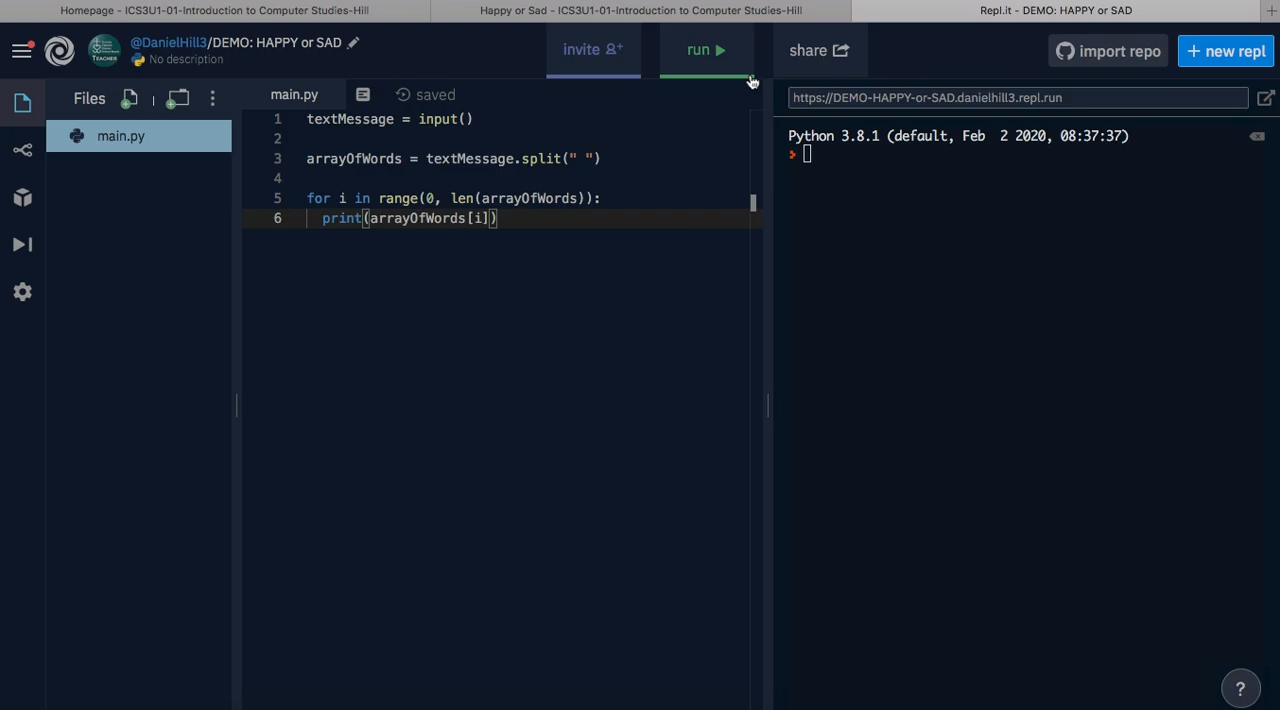 Homepage - ICS3U1-01-Introduction to Computer Studies-Hill
Happy or Sad - ICS3U1-01-Introduction to Computer Studies-Hill
Repl.it - DEMO: HAPPY or SAD
+
@DanielHill3/DEMO: HAPPY or SAD
No description
invite
run
share
import repo
+ new repl
Files
main.py
main.py
saved
https://DEMO-HAPPY-or-SAD.danielhill3.repl.run
1 textMessage = input()
2
3 arrayOfWords = textMessage.split(" ")
4
5 for i in range(0, len(arrayOfWords)):
6 print(arrayOfWords[i])
Python 3.8.1 (default, Feb  2 2020, 08:37:37)
?